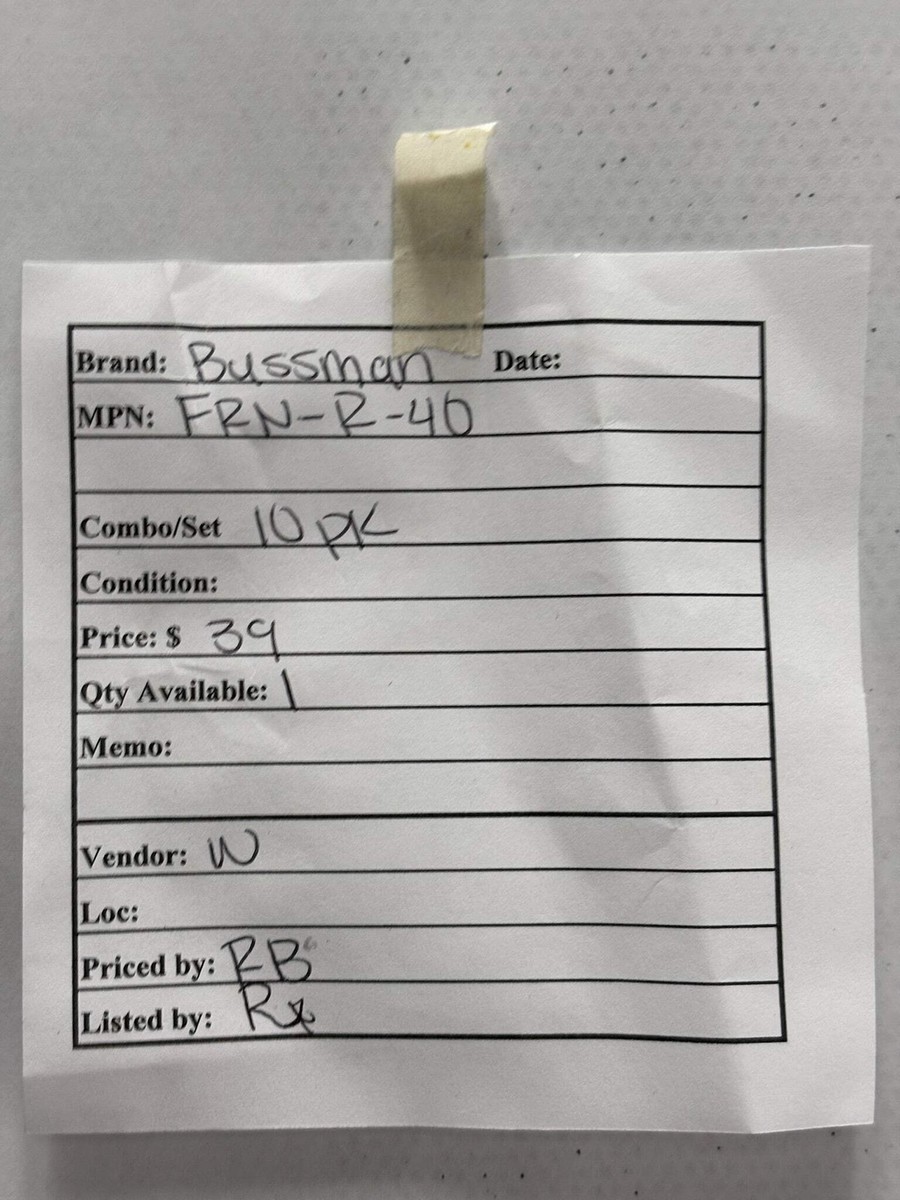 Brand: Bussman Date:
MPN: FRN-R-40
Combo/Set 10 PK
Condition:
Price: $ 39
Qty Available: 1
Memo:
Vendor: W
Loc:
Priced by: RB
Listed by: